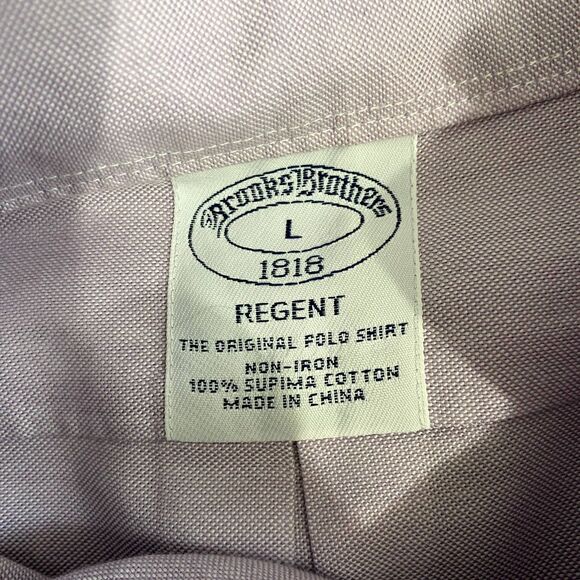 Brooks Brothers
L
1818
REGENT
THE ORIGINAL POLO SHIRT
NON-IRON
100% SUPIMA COTTON
MADE IN CHINA